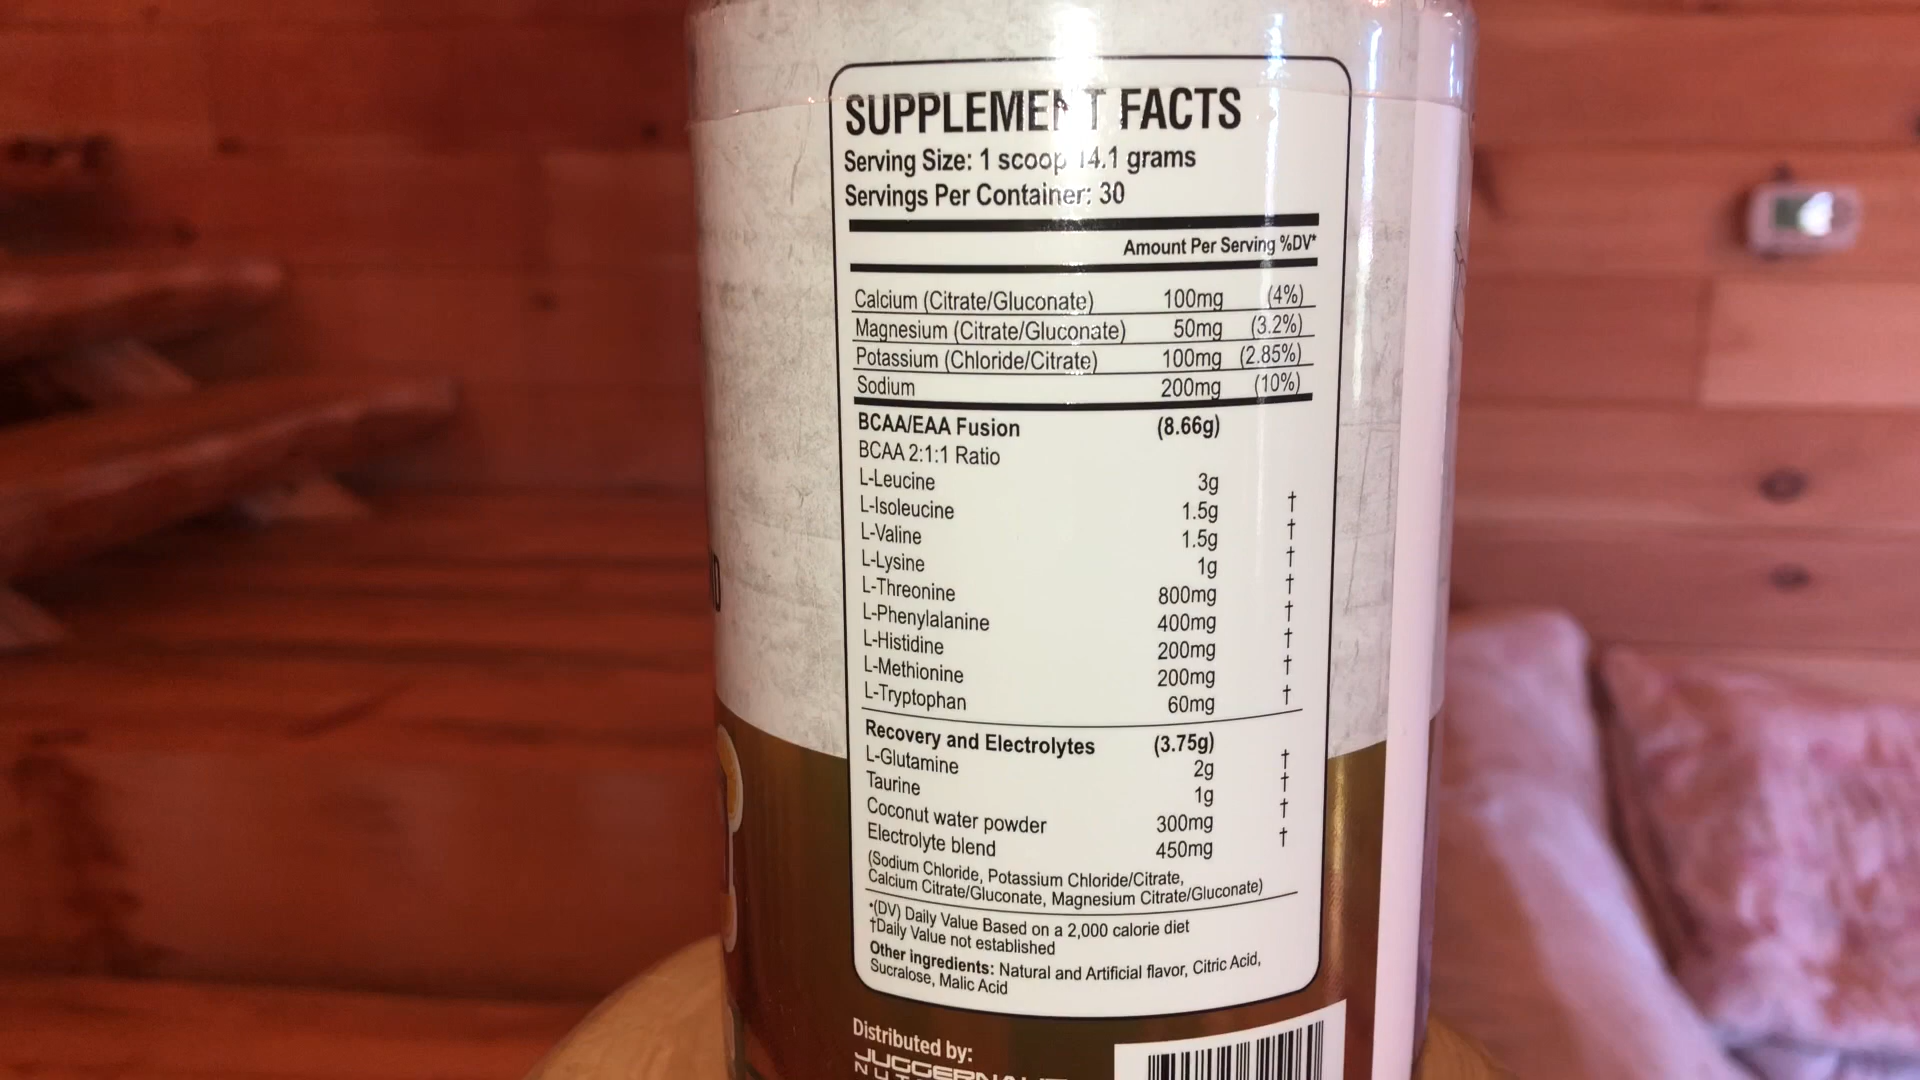 SUPPLEMENT FACTS
Serving Size: 1 scoop 14.1 grams
Servings Per Container: 30
Amount Per Serving %DV*
Calcium (Citrate/Gluconate) 100mg (4%)
Magnesium (Citrate/Gluconate) 50mg (3.2%)
Potassium (Chloride/Citrate) 100mg (2.85%)
Sodium 200mg (10%)
BCAA/EAA Fusion (8.66g)
BCAA 2:1:1 Ratio
L-Leucine 3g †
L-Isoleucine 1.5g †
L-Valine 1.5g †
L-Lysine 1g †
L-Threonine 800mg †
L-Phenylalanine 400mg †
L-Histidine 200mg †
L-Methionine 200mg †
L-Tryptophan 60mg
Recovery and Electrolytes (3.75g)
L-Glutamine 2g †
Taurine 1g †
Coconut water powder 300mg †
Electrolyte blend 450mg †
(Sodium Chloride, Potassium Chloride/Citrate,
Calcium Citrate/Gluconate, Magnesium Citrate/Gluconate)
*(DV) Daily Value Based on a 2,000 calorie diet
†Daily Value not established
Other ingredients: Natural and Artificial flavor, Citric Acid,
Sucralose, Malic Acid
Distributed by: